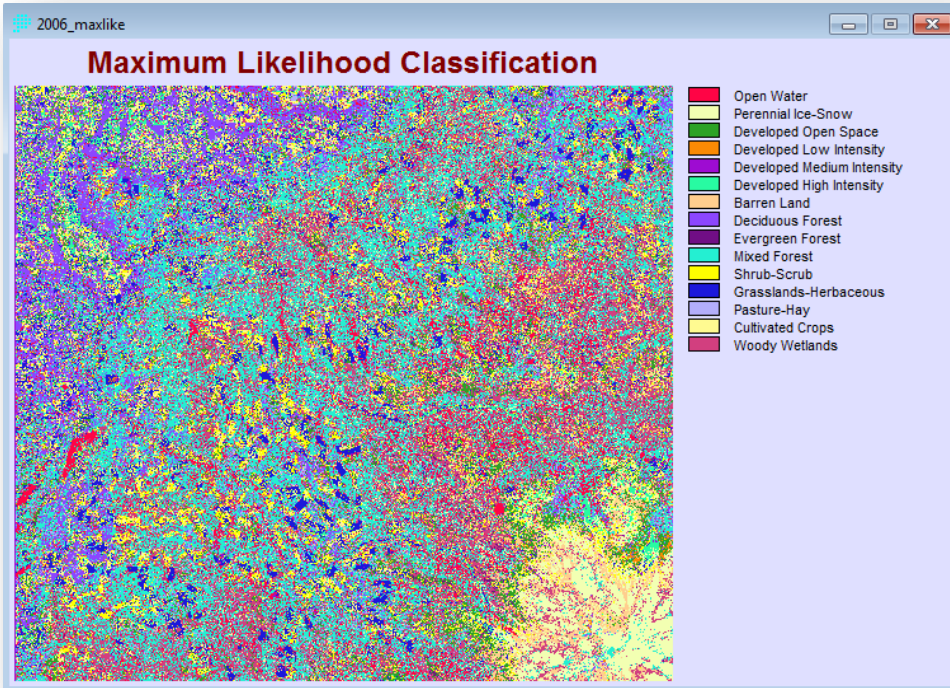 2006_maxlike
Maximum Likelihood Classification
Open Water
Perennial Ice-Snow
Developed Open Space
Developed Low Intensity
Developed Medium Intensity
Developed High Intensity
Barren Land
Deciduous Forest
Evergreen Forest
Mixed Forest
Shrub-Scrub
Grasslands-Herbaceous
Pasture-Hay
Cultivated Crops
Woody Wetlands